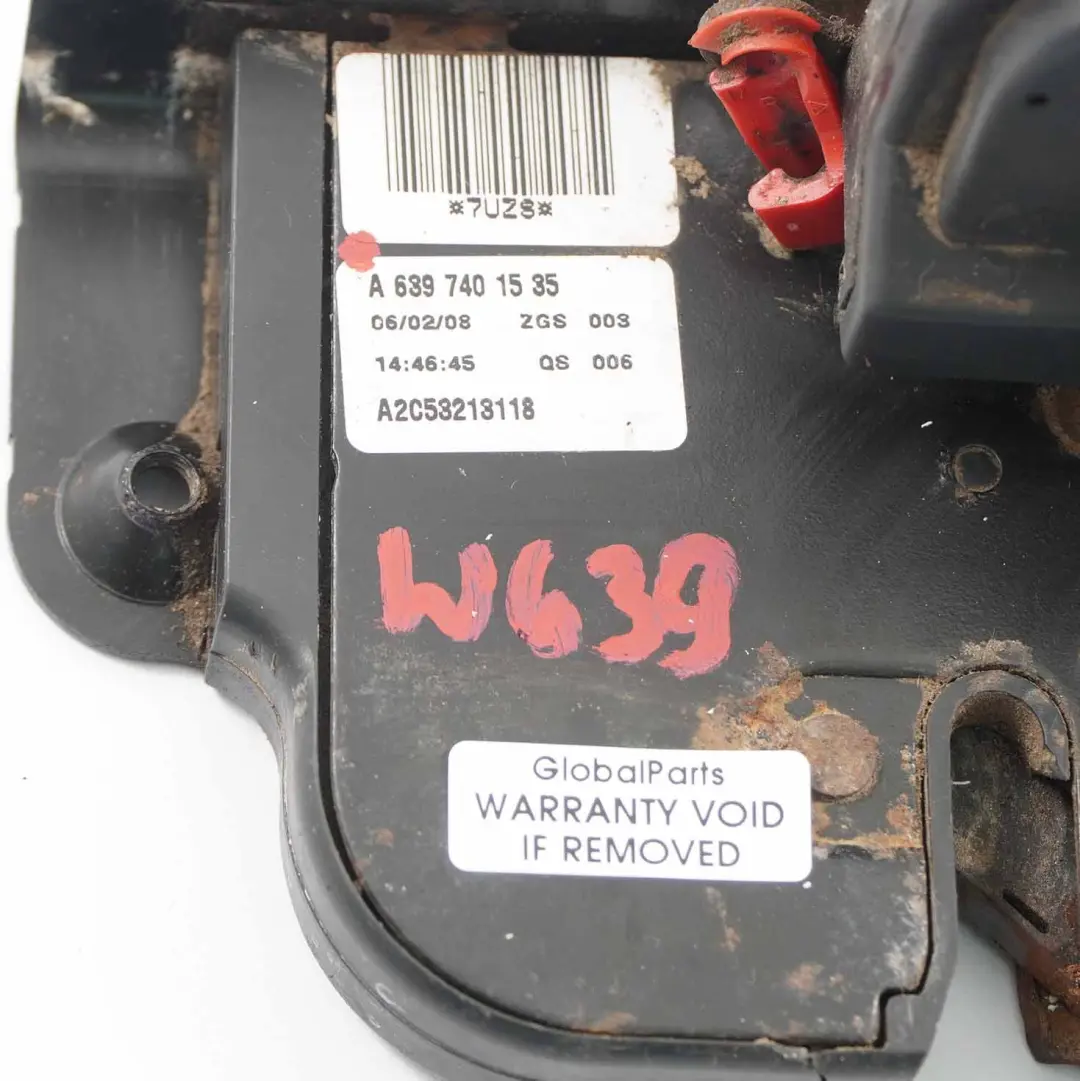 *7UZS*
A 639 740 15 35
06/02/08 ZGS 003
14:46:45 QS 006
A2C53213118
W639
GlobalParts
WARRANTY VOID
IF REMOVED